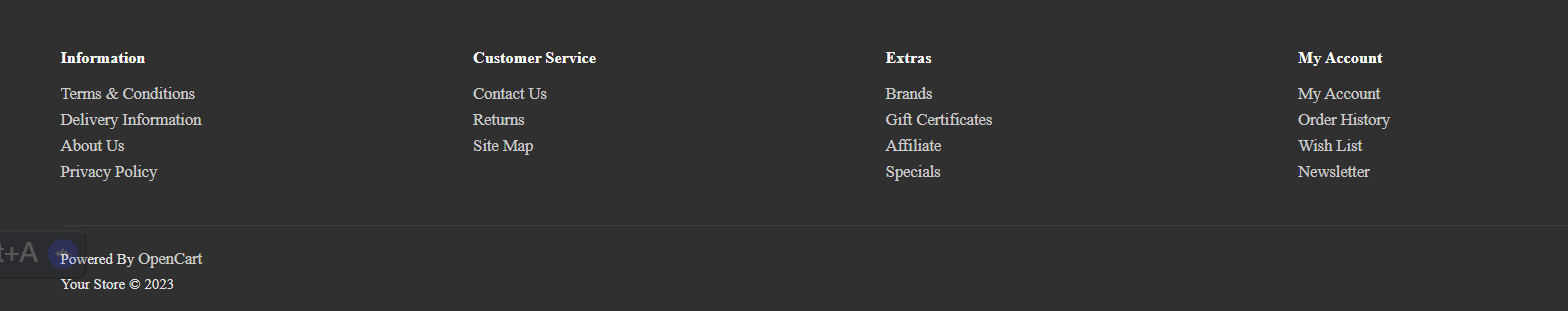 Information
Terms & Conditions
Delivery Information
About Us
Privacy Policy
Customer Service
Contact Us
Returns
Site Map
Extras
Brands
Gift Certificates
Affiliate
Specials
My Account
My Account
Order History
Wish List
Newsletter
t+A
Powered By OpenCart
Your Store © 2023